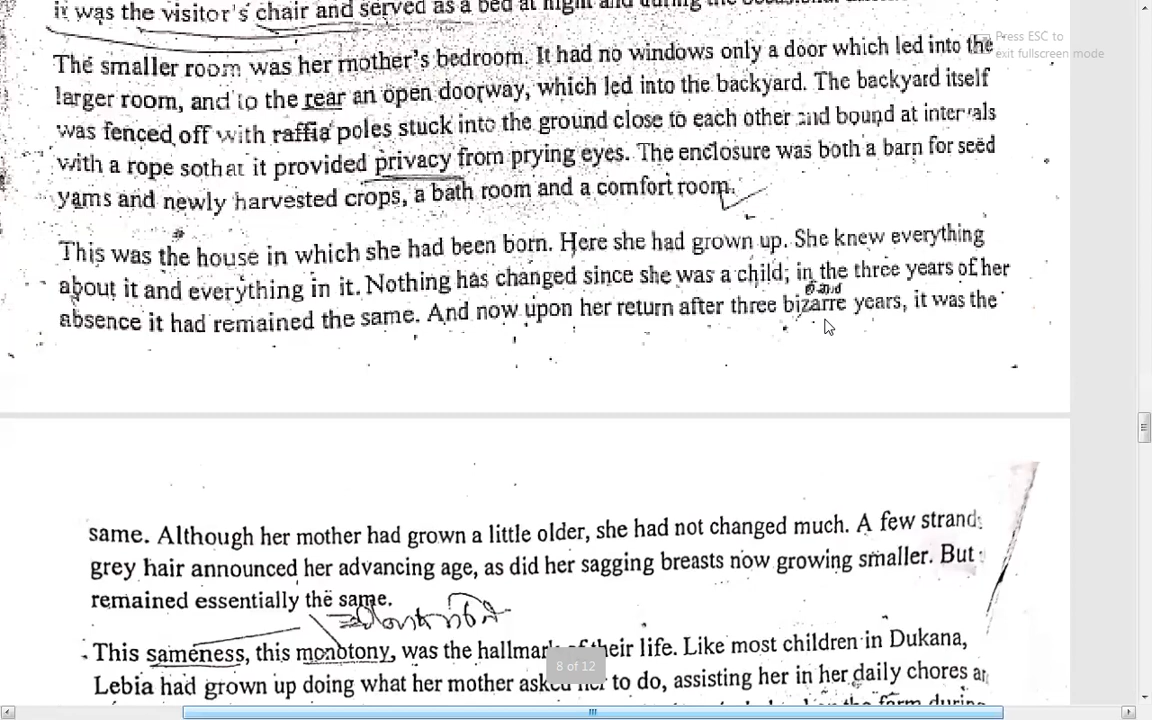 it was the visitor's chair and served as a bed at night and during the occasional
Press ESC to
exit fullscreen mode
The smaller room was her mother's bedroom. It had no windows only a door which led into the
larger room, and to the rear an open doorway, which led into the backyard. The backyard itself
was fenced off with raffia poles stuck into the ground close to each other and bound at intervals
with a rope sothat it provided privacy from prying eyes. The enclosure was both a barn for seed
yams and newly harvested crops, a bath room and a comfort room.
This was the house in which she had been born. Here she had grown up. She knew everything
about it and everything in it. Nothing has changed since she was a child; in the three years of her
absence it had remained the same. And now upon her return after three bizarre years, it was the
same. Although her mother had grown a little older, she had not changed much. A few strand
grey hair announced her advancing age, as did her sagging breasts now growing smaller. But
remained essentially the same.
This sameness, this monotony, was the hallmark of their life. Like most children in Dukana,
8 of 12
Lebia had grown up doing what her mother asked her to do, assisting her in her daily chores
the farm during